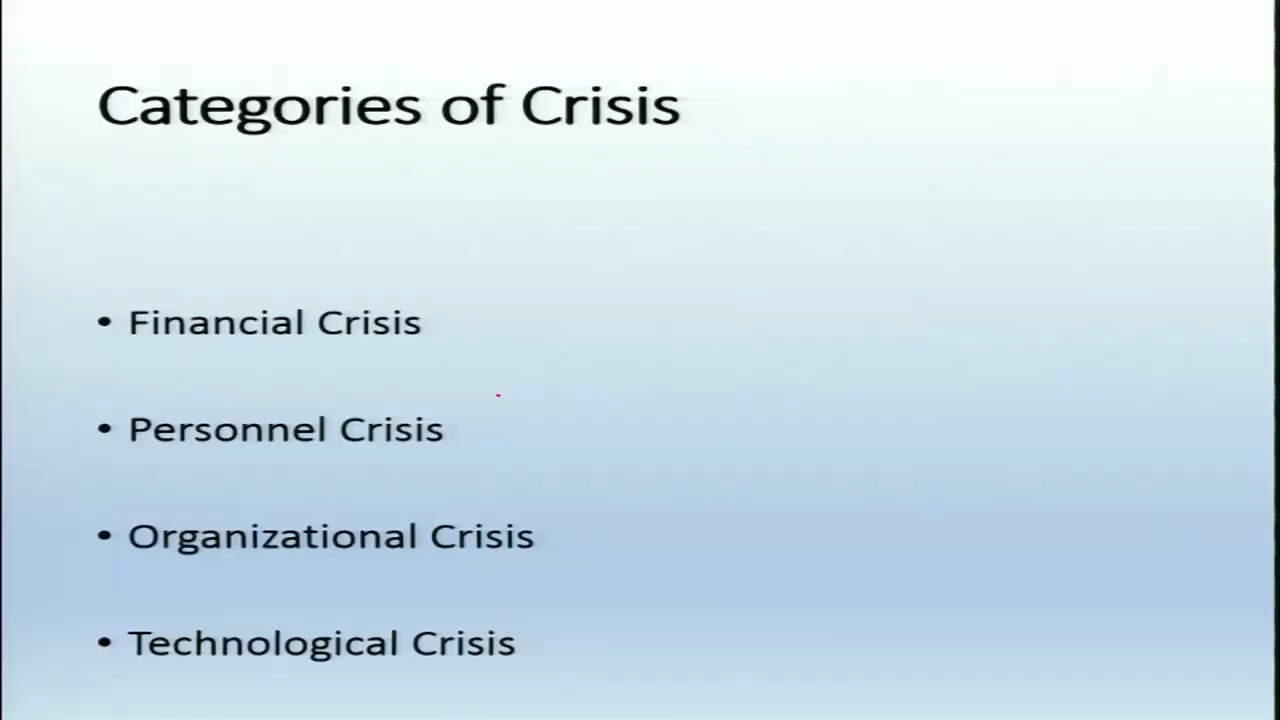 Categories of Crisis
• Financial Crisis
• Personnel Crisis
• Organizational Crisis
• Technological Crisis